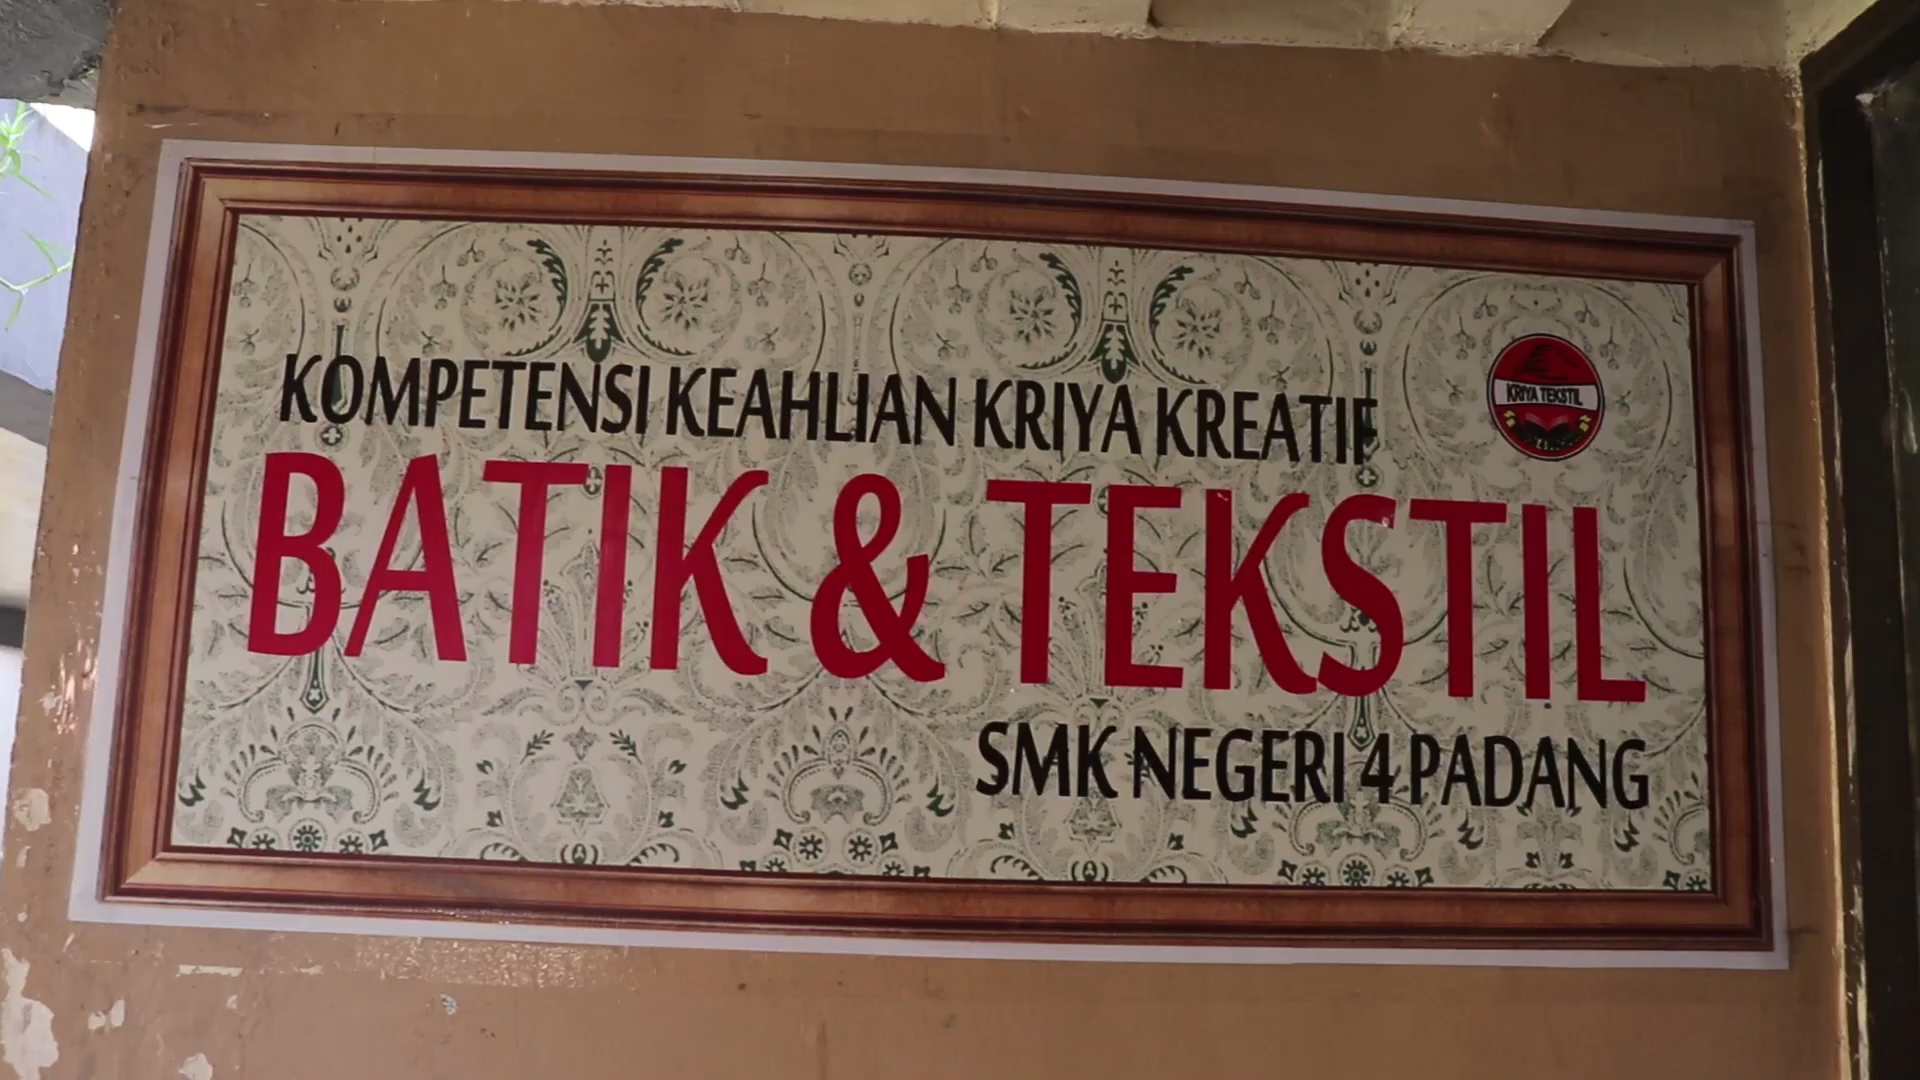 KOMPETENSI KEAHLIAN KRIYA KREATIF
KRIYA TEKSTIL
BATIK & TEKSTIL
SMK NEGERI 4 PADANG